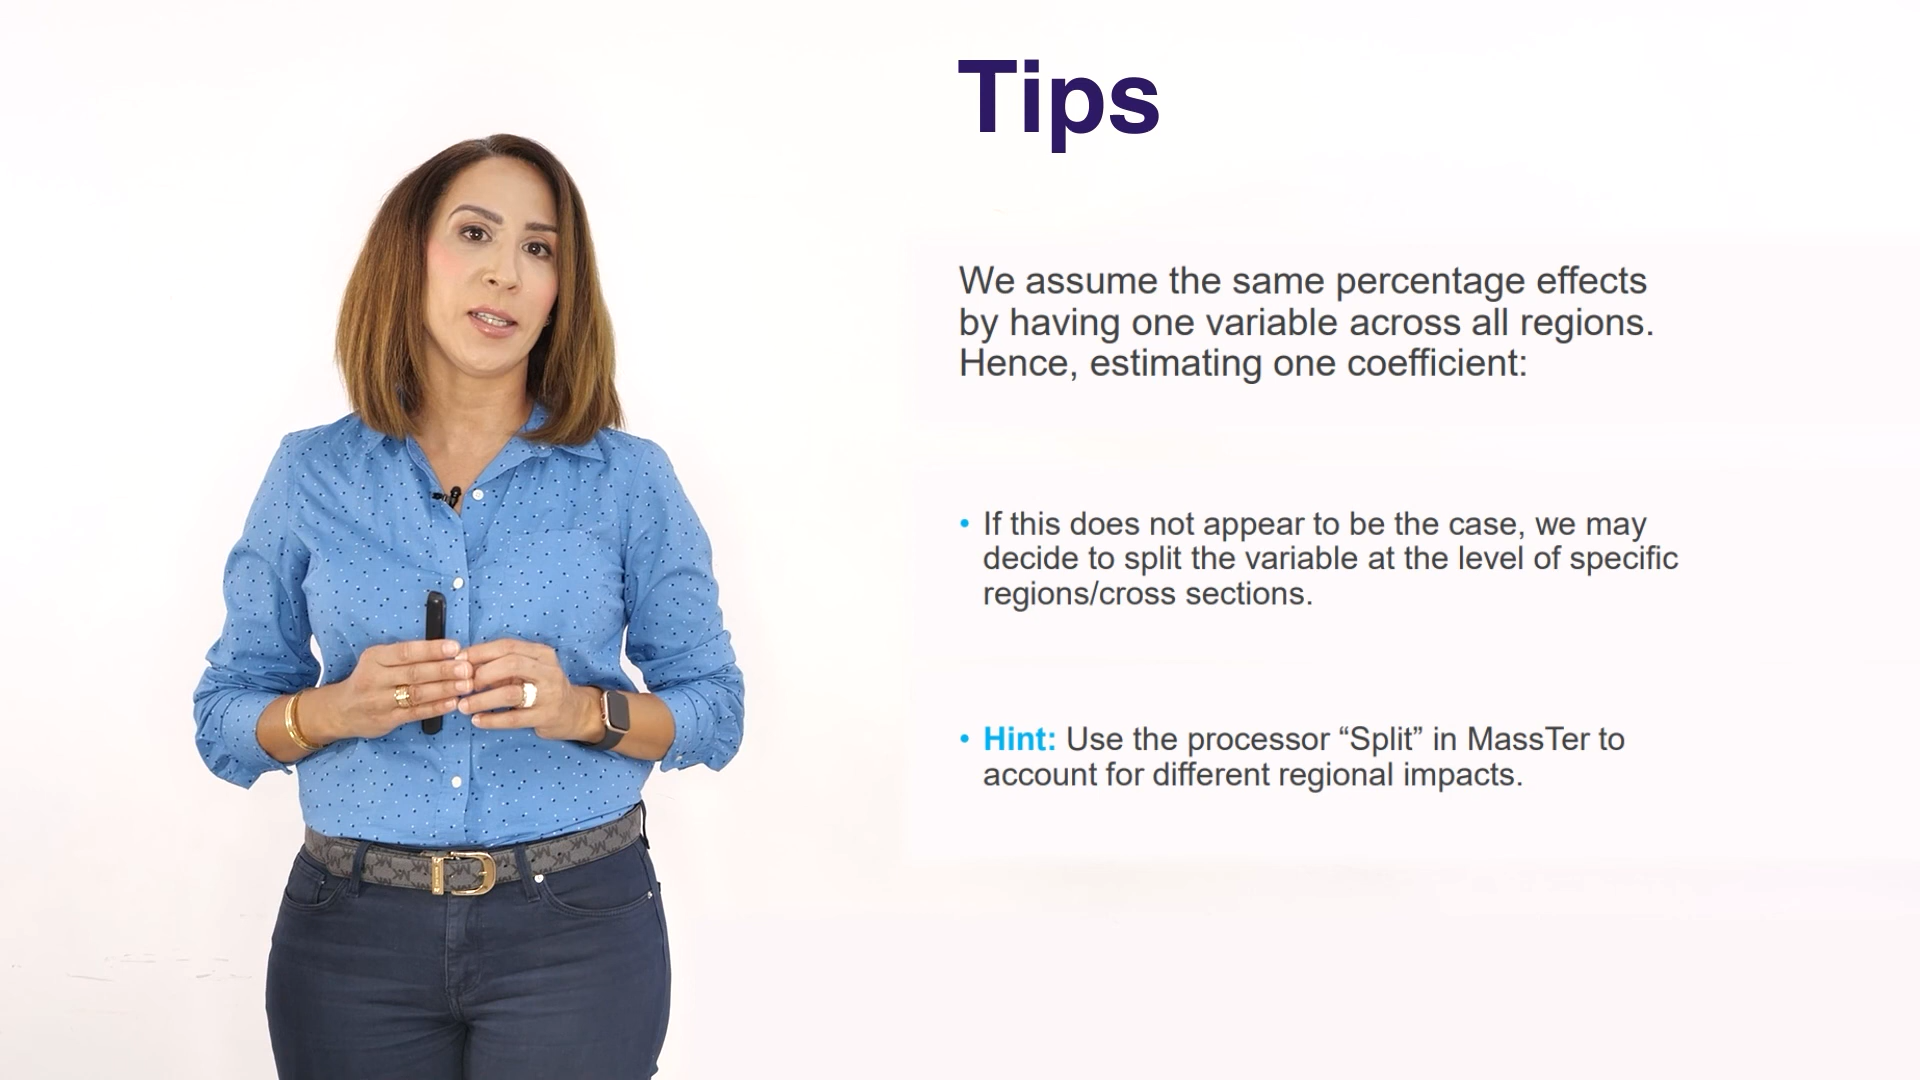 Tips
We assume the same percentage effects
by having one variable across all regions.
Hence, estimating one coefficient:
• If this does not appear to be the case, we may
decide to split the variable at the level of specific
regions/cross sections.
• Hint: Use the processor “Split” in MassTer to
account for different regional impacts.